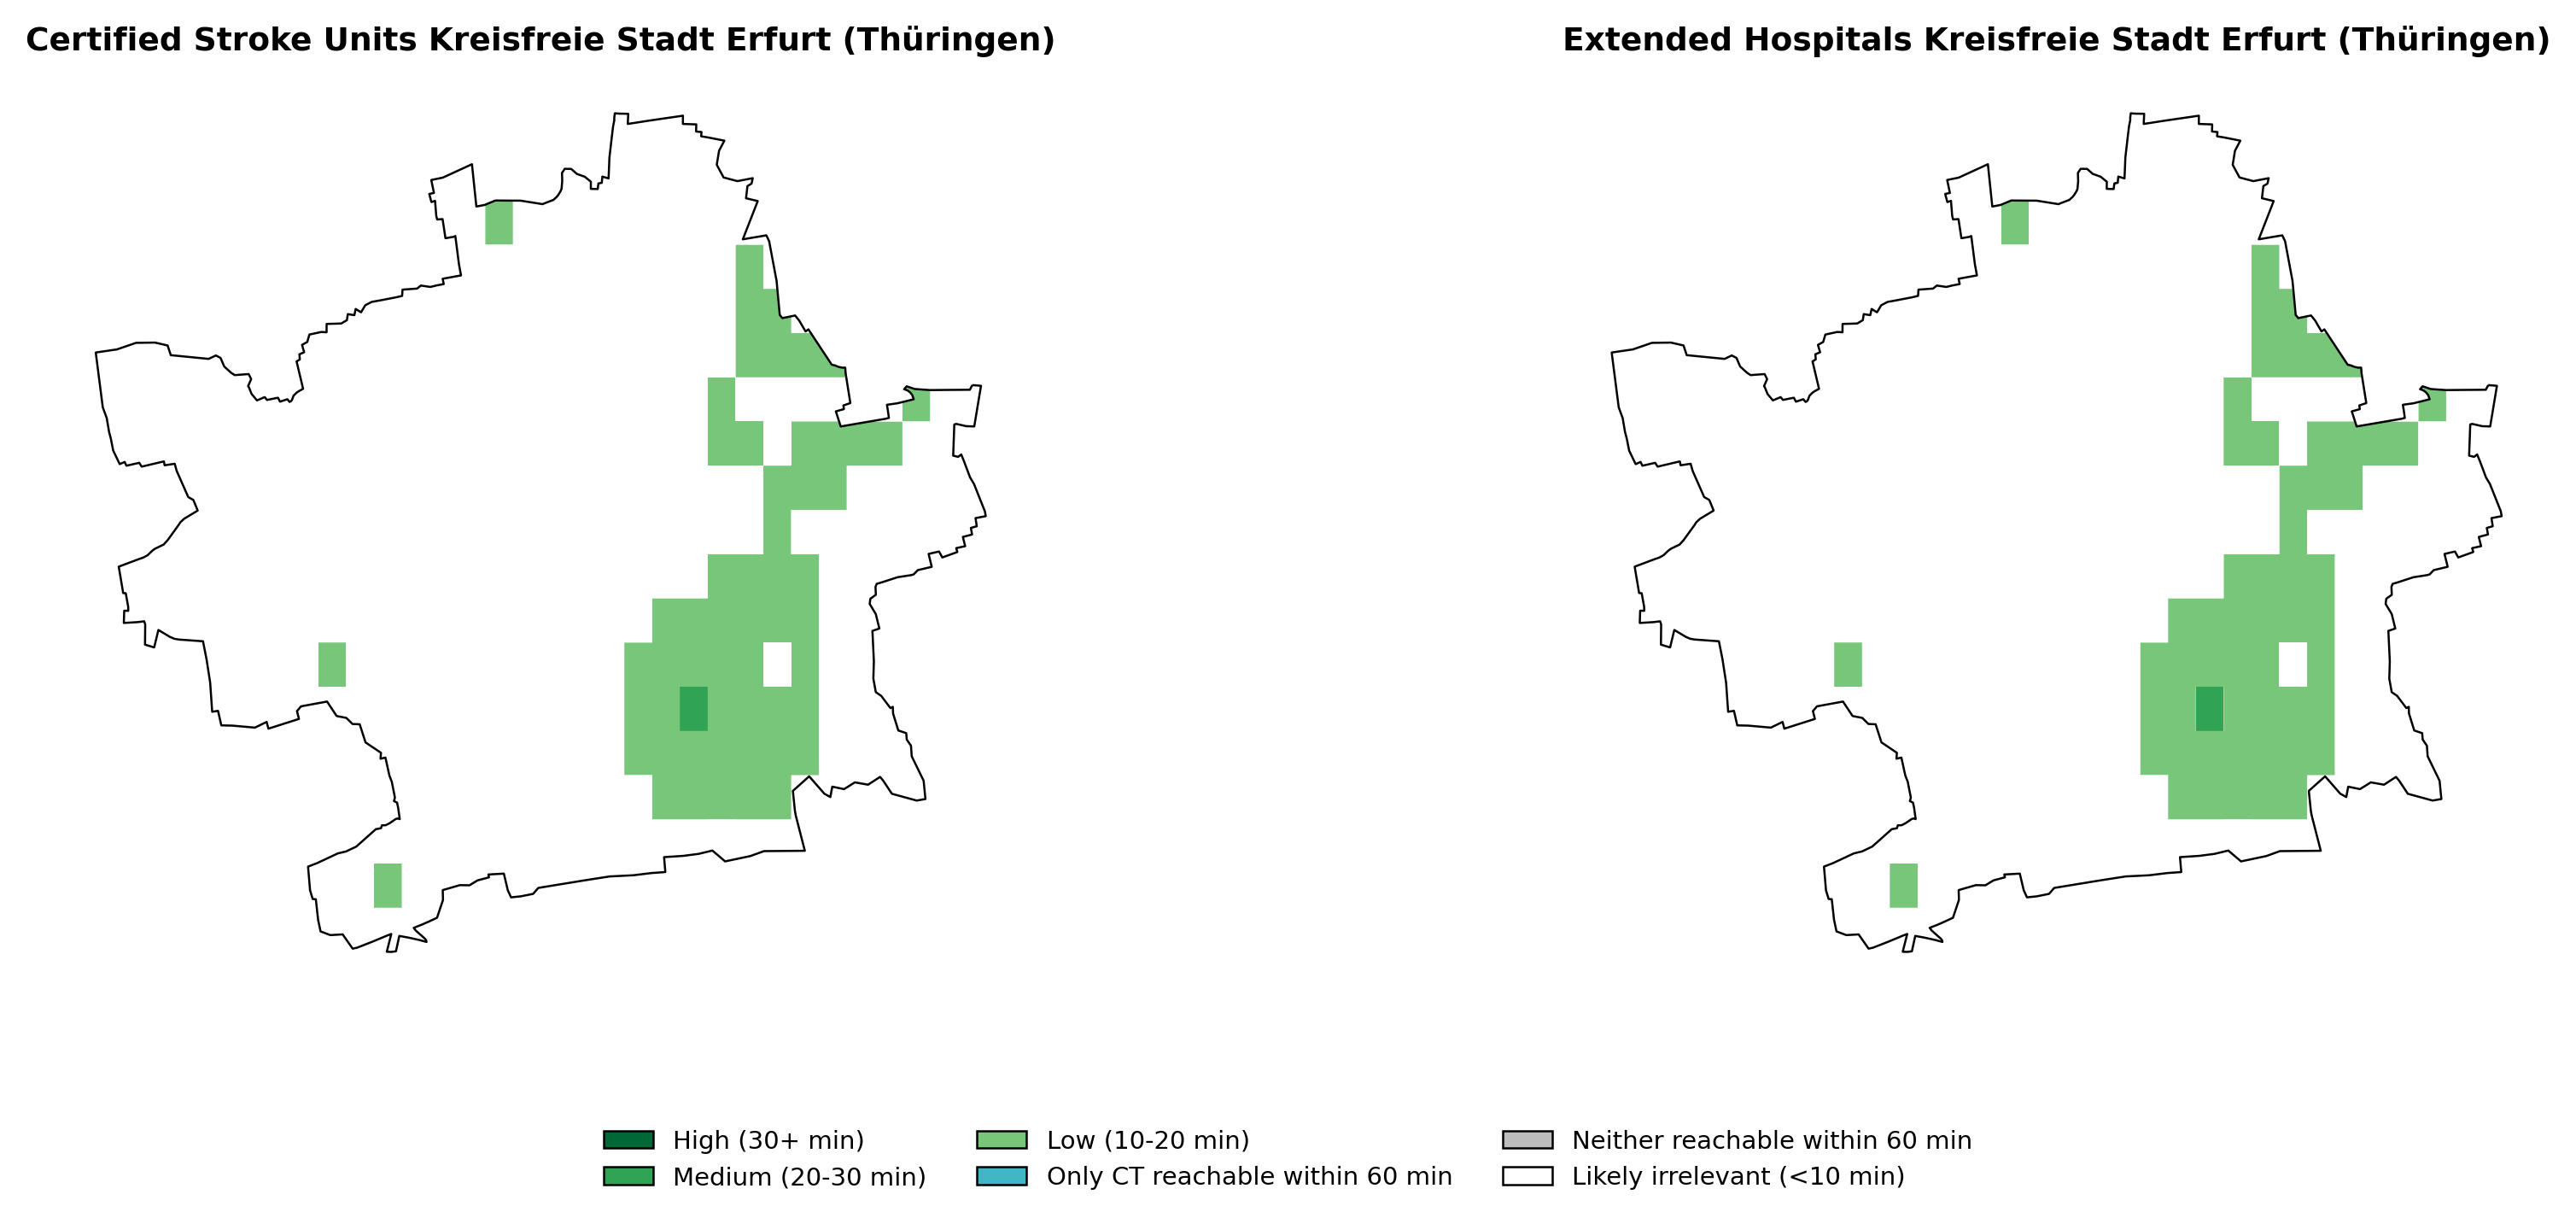 Certified Stroke Units Kreisfreie Stadt Erfurt (Thüringen)
Extended Hospitals Kreisfreie Stadt Erfurt (Thüringen)
High (30+ min)
Medium (20-30 min)
Low (10-20 min)
Only CT reachable within 60 min
Neither reachable within 60 min
Likely irrelevant (<10 min)